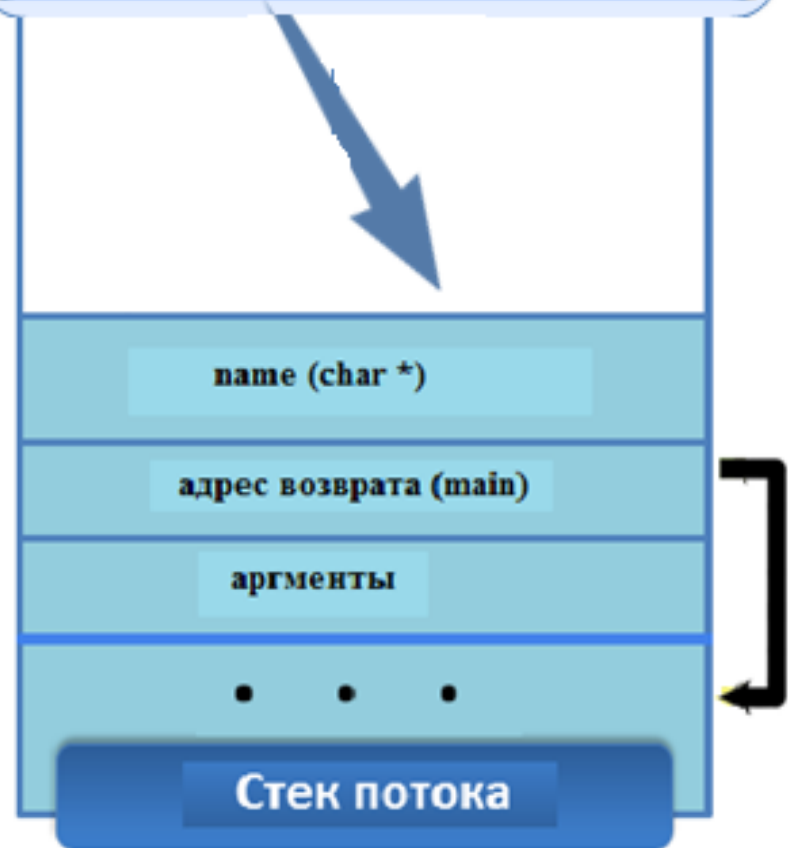 name (char *)
адрес возврата (main)
аргменты
Стек потока